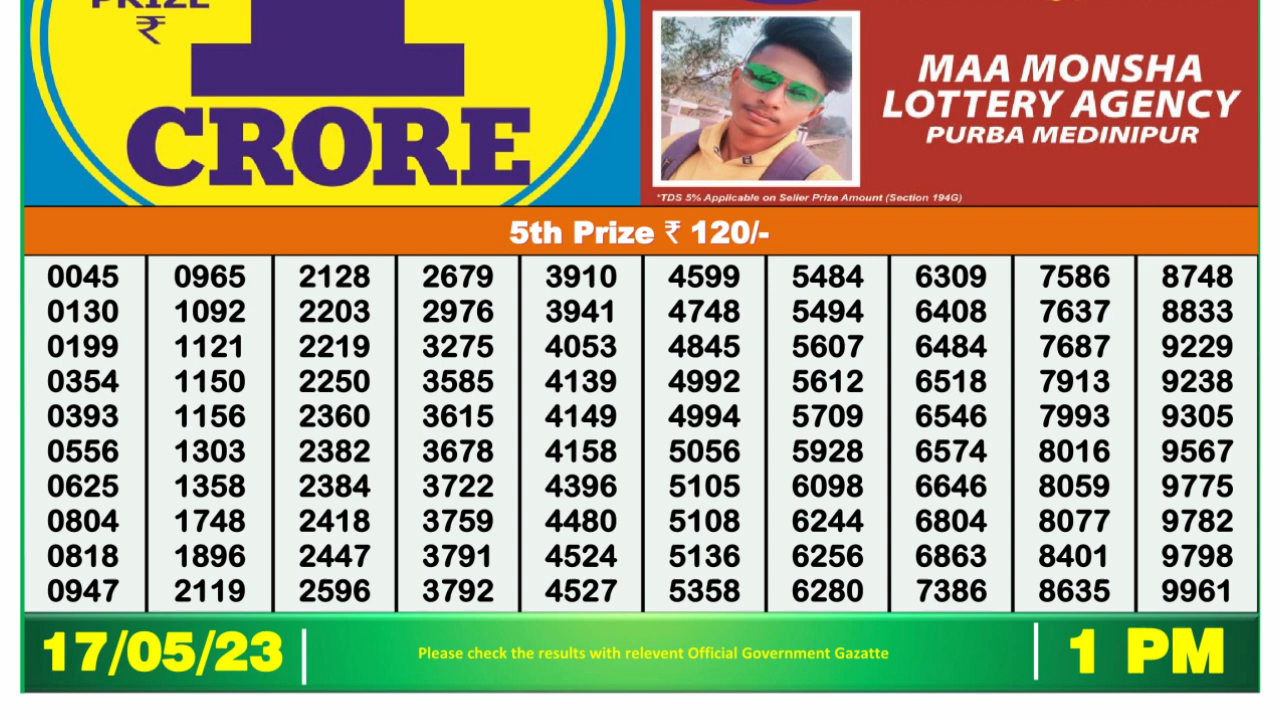 PRIZE
₹
1
CRORE
MAA MONSHA
LOTTERY AGENCY
PURBA MEDINIPUR
*TDS 5% Applicable on Seller Prize Amount (Section 194G)
5th Prize ₹ 120/-
0045 0965 2128 2679 3910 4599 5484 6309 7586 8748
0130 1092 2203 2976 3941 4748 5494 6408 7637 8833
0199 1121 2219 3275 4053 4845 5607 6484 7687 9229
0354 1150 2250 3585 4139 4992 5612 6518 7913 9238
0393 1156 2360 3615 4149 4994 5709 6546 7993 9305
0556 1303 2382 3678 4158 5056 5928 6574 8016 9567
0625 1358 2384 3722 4396 5105 6098 6646 8059 9775
0804 1748 2418 3759 4480 5108 6244 6804 8077 9782
0818 1896 2447 3791 4524 5136 6256 6863 8401 9798
0947 2119 2596 3792 4527 5358 6280 7386 8635 9961
17/05/23 Please check the results with relevent Official Government Gazatte 1 PM